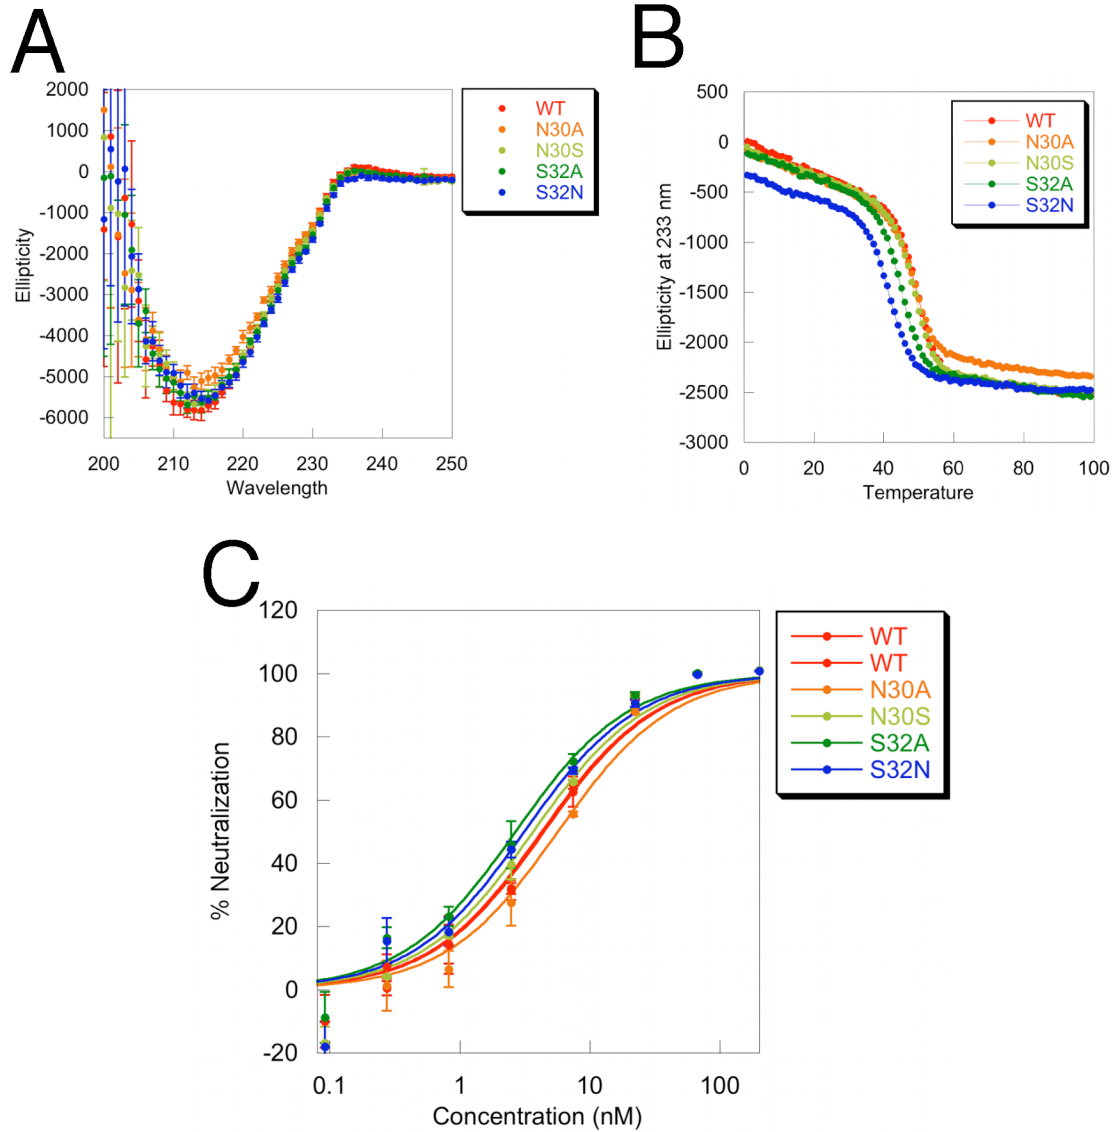 A
2000
1000
0
-1000
-2000
-3000
-4000
-5000
-6000
Ellipticity
200 210 220 230 240 250
Wavelength
WT
N30A
N30S
S32A
S32N
B
500
0
-500
-1000
-1500
-2000
-2500
-3000
Ellipticity at 233 nm
0 20 40 60 80 100
Temperature
WT
N30A
N30S
S32A
S32N
C
120
100
80
60
40
20
0
-20
% Neutralization
0.1 1 10 100
Concentration (nM)
WT
WT
N30A
N30S
S32A
S32N